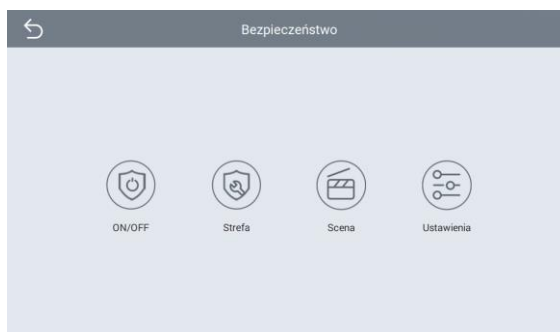 Bezpieczeństwo
ON/OFF
Strefa
Scena
Ustawienia